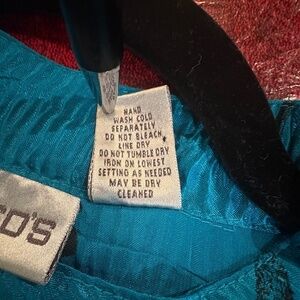 HAND
WASH COLD
SEPARATELY
DO NOT BLEACH
LINE DRY
DO NOT TUMBLE DRY
IRON ON LOWEST
SETTING AS NEEDED
MAY BE DRY
CLEANED
CO'S